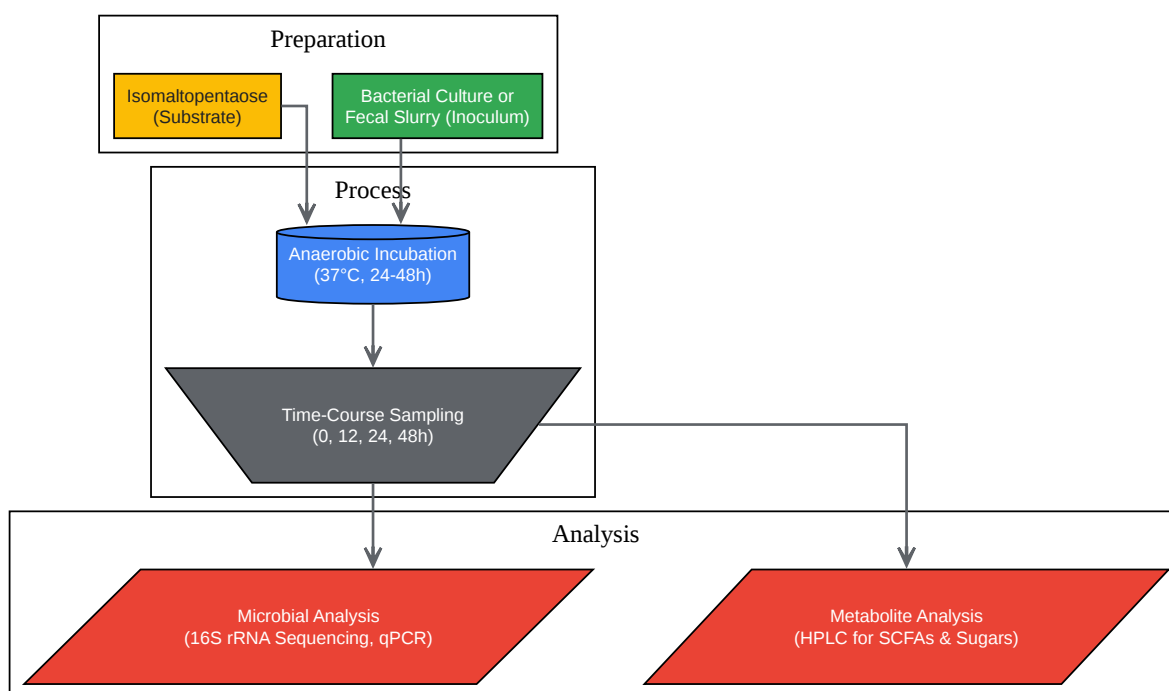 Preparation
Isomaltopentaose
(Substrate)
Bacterial Culture or
Fecal Slurry (Inoculum)
Process
Anaerobic Incubation
(37°C, 24-48h)
Time-Course Sampling
(0, 12, 24, 48h)
Analysis
Microbial Analysis
(16S rRNA Sequencing, qPCR)
Metabolite Analysis
(HPLC for SCFAs & Sugars)